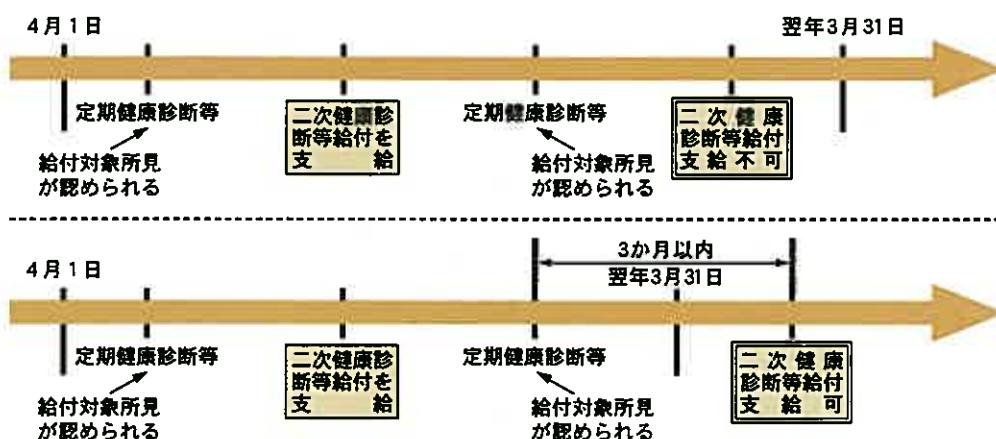 4月1日
翌年3月31日
定期健康診断等
二次健康診
断等給付を
支給
定期健康診断等
二次健康
診断等給付
支給不可
給付対象所見
が認められる
給付対象所見
が認められる
3か月以内
4月1日
翌年3月31日
定期健康診断等
二次健康診
断等給付を
支給
定期健康診断等
二次健康
診断等給付
支給可
給付対象所見
が認められる
給付対象所見
が認められる